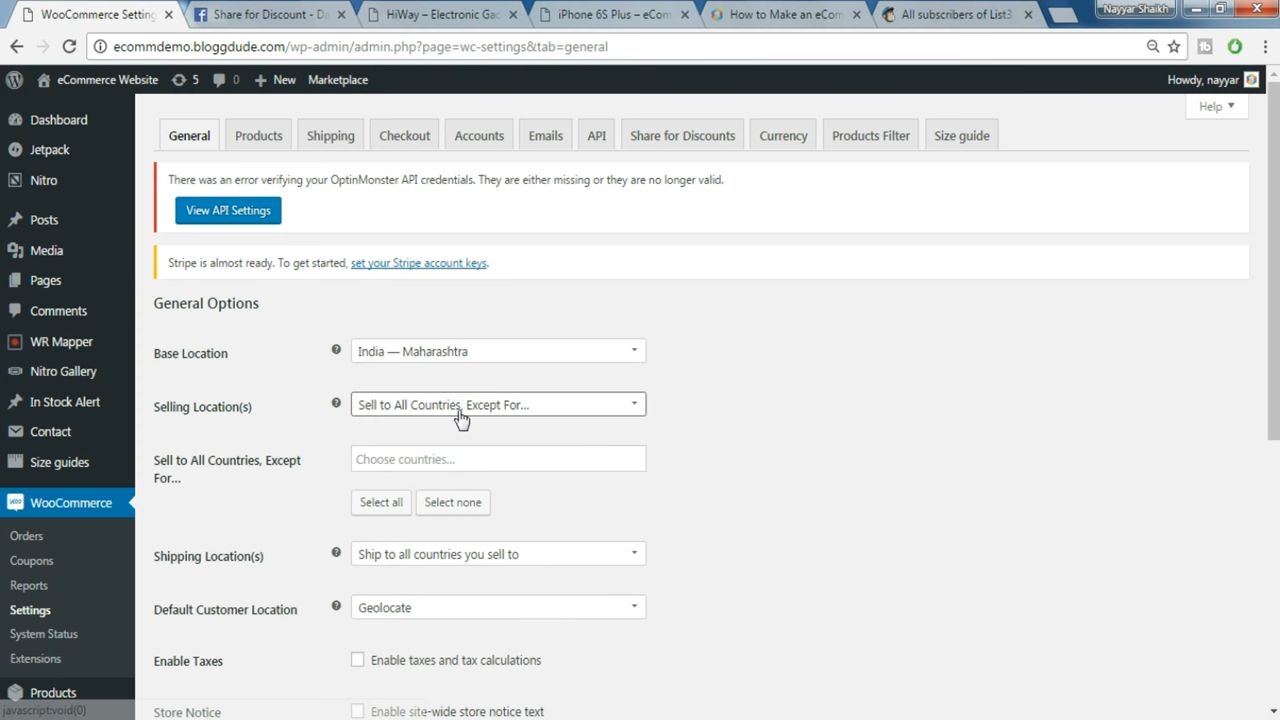 WooCommerce Setting
Share for Discount - Da
HiWay – Electronic Gad
iPhone 6S Plus – eCom
How to Make an eCom
All subscribers of List3
Nayyar Shaikh
ecommdemo.bloggdude.com/wp-admin/admin.php?page=wc-settings&tab=general
eCommerce Website
5
0
New
Marketplace
Howdy, nayyar
Help
Dashboard
Jetpack
Nitro
Posts
Media
Pages
Comments
WR Mapper
Nitro Gallery
In Stock Alert
Contact
Size guides
WooCommerce
Orders
Coupons
Reports
Settings
System Status
Extensions
Products
javascript:void(0)
General
Products
Shipping
Checkout
Accounts
Emails
API
Share for Discounts
Currency
Products Filter
Size guide
There was an error verifying your OptinMonster API credentials. They are either missing or they are no longer valid.
View API Settings
Stripe is almost ready. To get started, set your Stripe account keys.
General Options
Base Location
India — Maharashtra
Selling Location(s)
Sell to All Countries, Except For...
Sell to All Countries, Except
For...
Choose countries...
Select all
Select none
Shipping Location(s)
Ship to all countries you sell to
Default Customer Location
Geolocate
Enable Taxes
Enable taxes and tax calculations
Store Notice
Enable site-wide store notice text